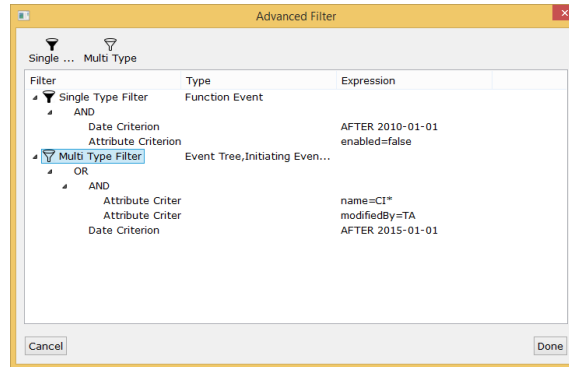 Advanced Filter
Single ... Multi Type
Filter Type Expression
Single Type Filter Function Event
AND
Date Criterion AFTER 2010-01-01
Attribute Criterion enabled=false
Multi Type Filter Event Tree,Initiating Even...
OR
AND
Attribute Criter name=CI*
Attribute Criter modifiedBy=TA
Date Criterion AFTER 2015-01-01
Cancel Done